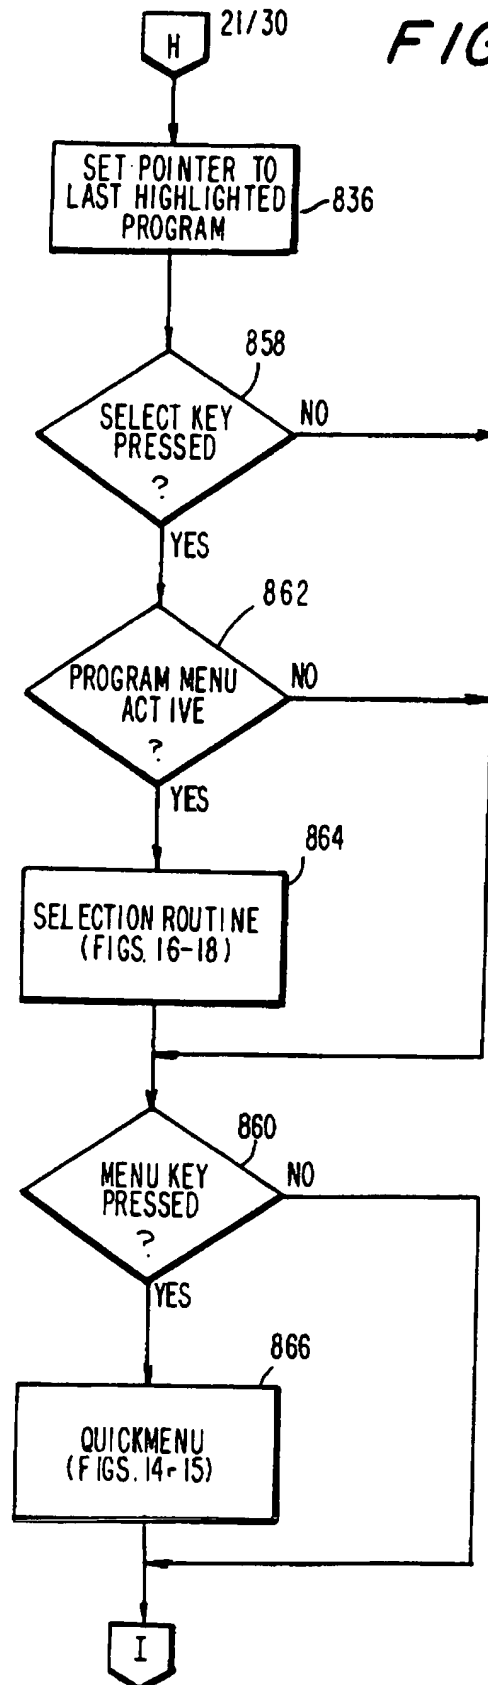 21/30
FIG
H
SET POINTER TO
LAST HIGHLIGHTED
PROGRAM
836
858
SELECT KEY
PRESSED
?
NO
YES
862
PROGRAM MENU
ACTIVE
?
NO
YES
864
SELECTION ROUTINE
(FIGS. 16-18)
860
MENU KEY
PRESSED
?
NO
YES
866
QUICKMENU
(FIGS. 14-15)
I